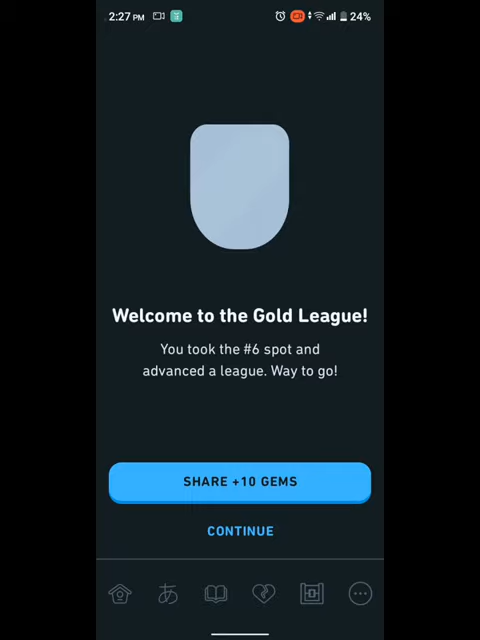 2:27 PM
24%
Welcome to the Gold League!
You took the #6 spot and
advanced a league. Way to go!
SHARE +10 GEMS
CONTINUE
あ